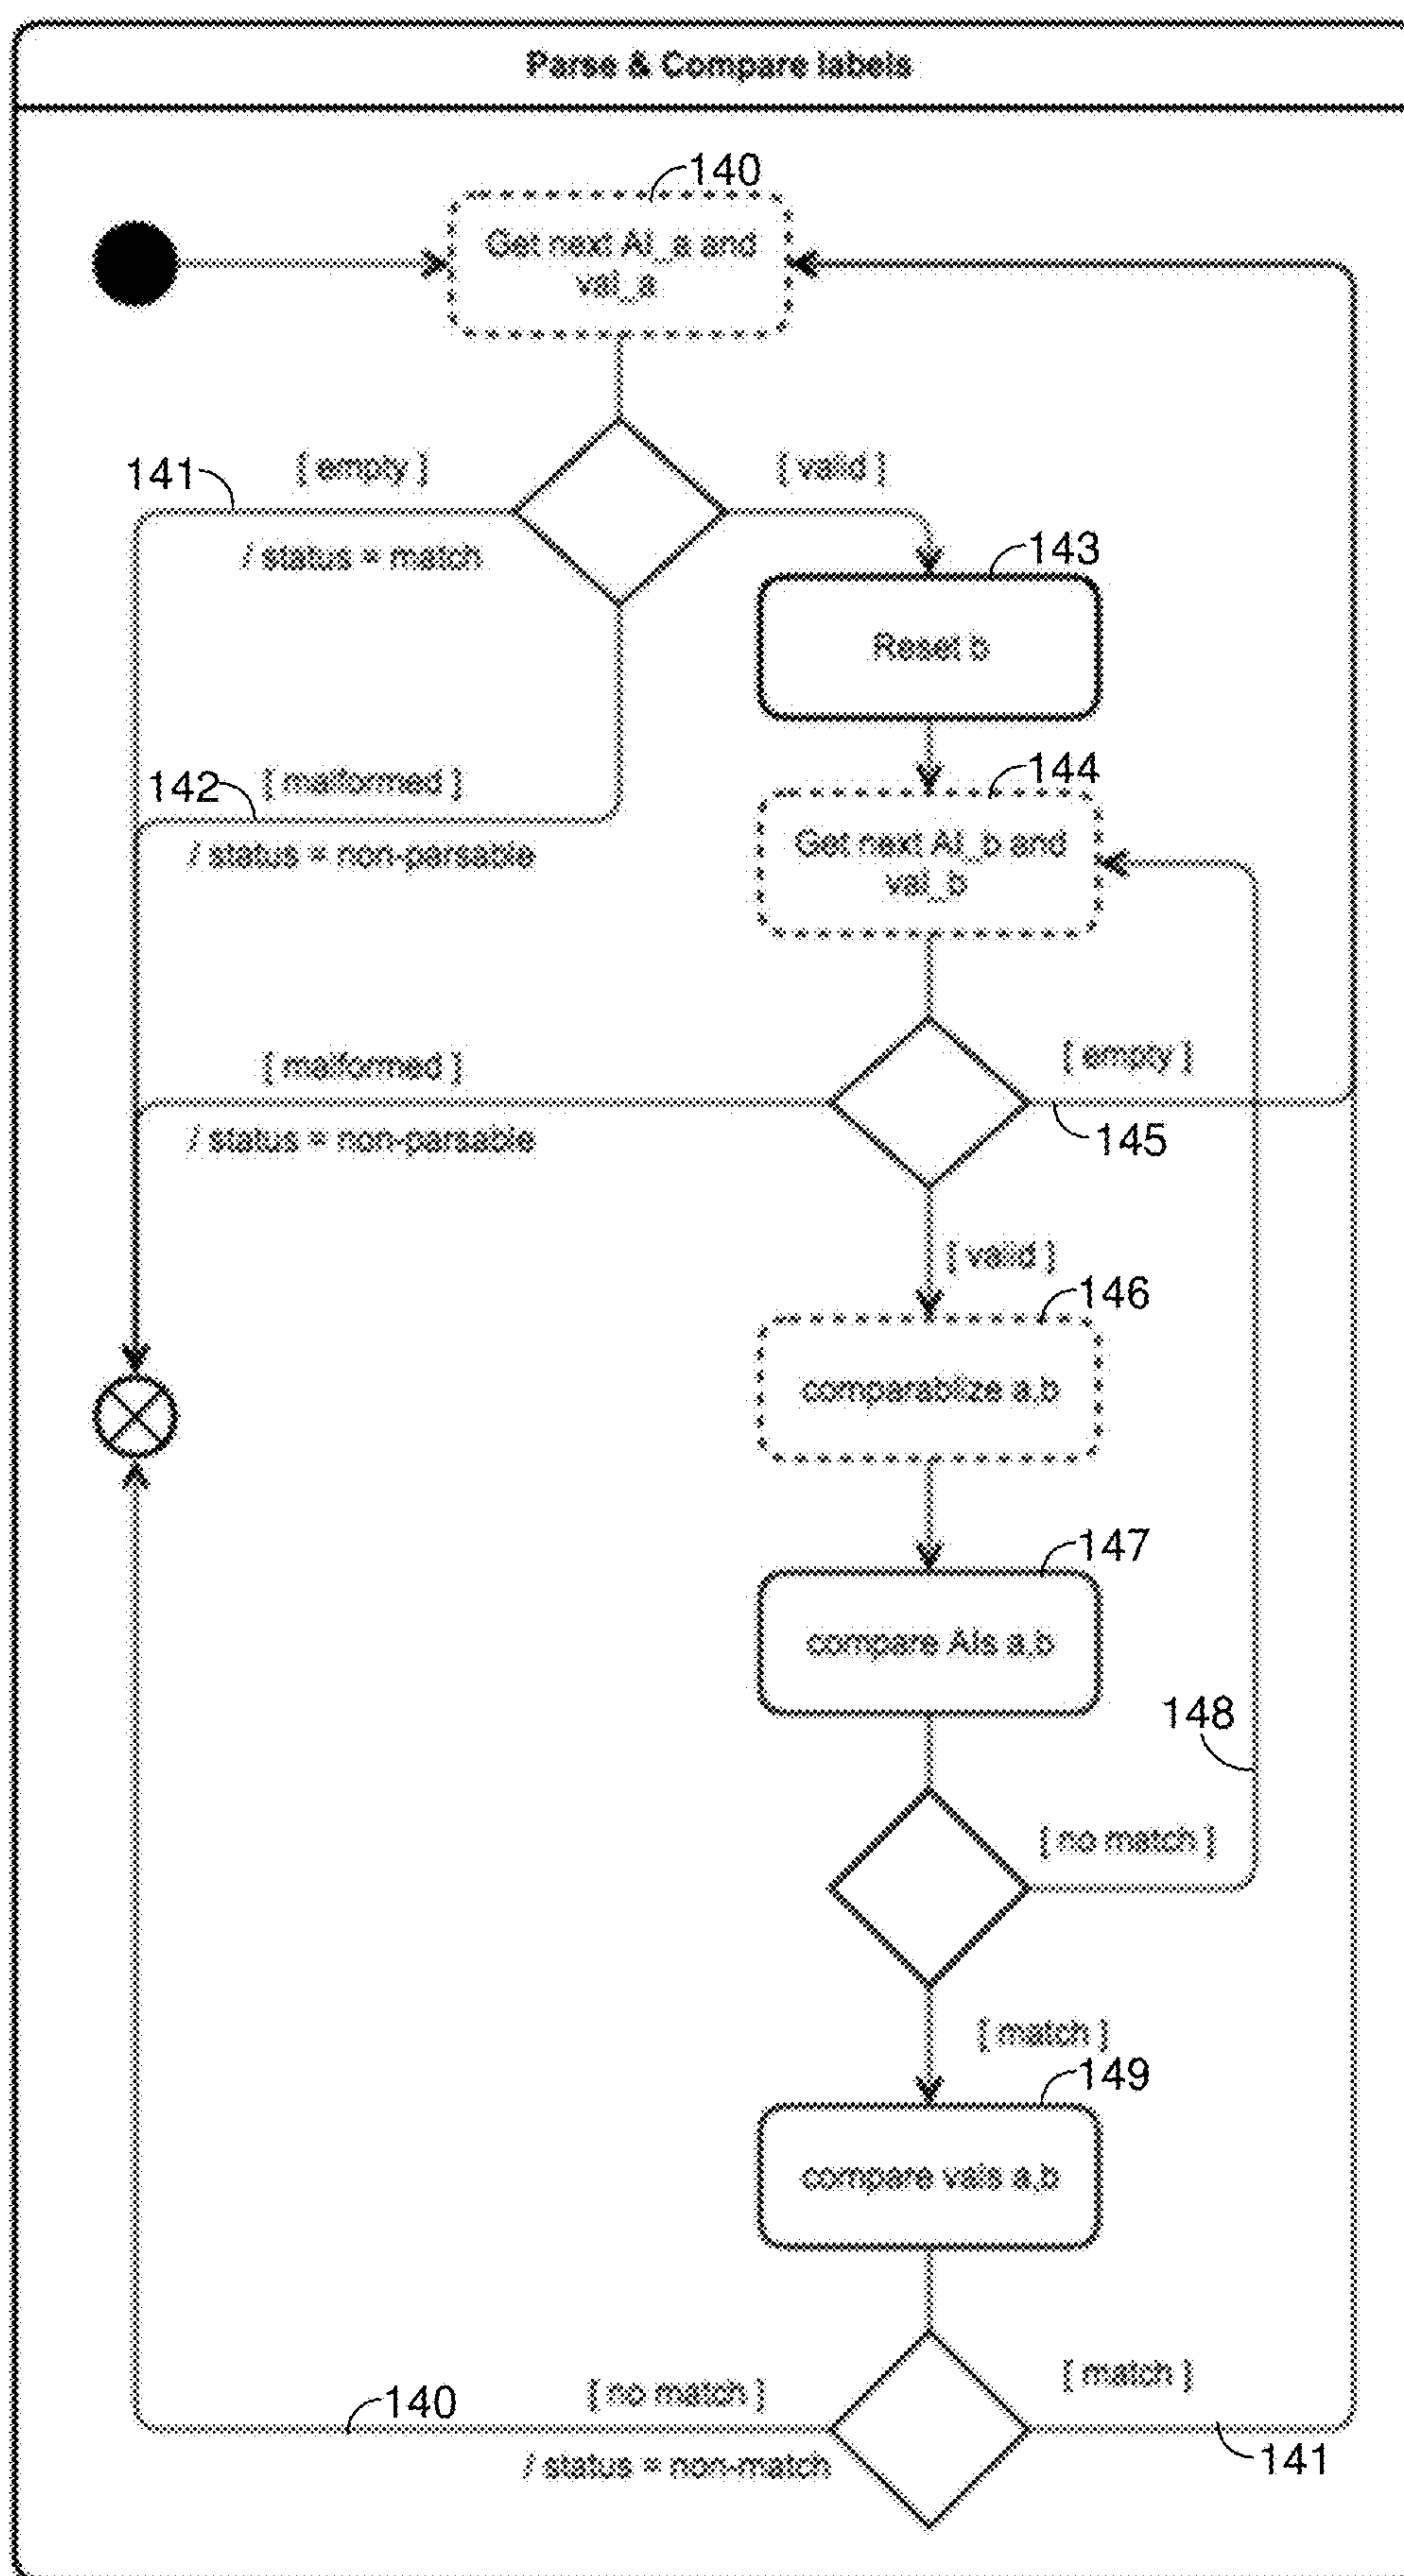 Parse & Compare labels
140
Get next AI_a and
val_a
[ empty ]
[ valid ]
141
/ status = match
143
Reset b
142
[ malformed ]
/ status = non-parsable
144
Get next AI_b and
val_b
[ malformed ]
[ empty ]
/ status = non-parsable
145
[ valid ]
146
comparablize a,b
147
compare AIs a,b
148
[ no match ]
[ match ]
149
compare vals a,b
[ no match ]
[ match ]
140
/ status = non-match
141